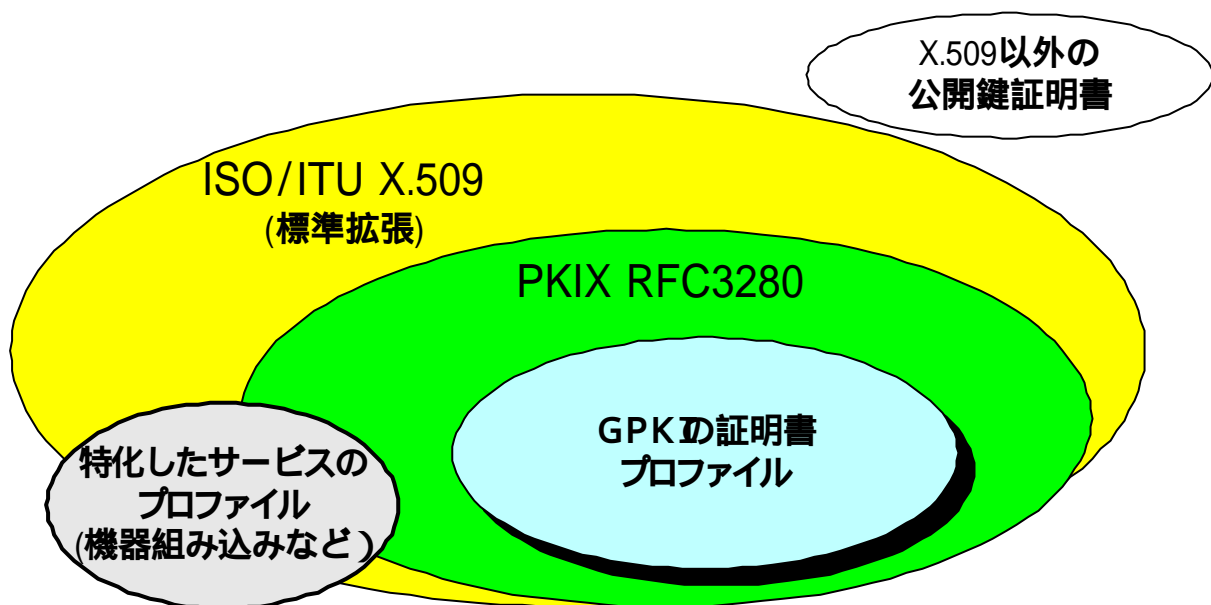 X.509以外の
公開鍵証明書
ISO/ITU X.509
(標準拡張)
PKIX RFC3280
GPKIの証明書
プロファイル
特化したサービスの
プロファイル
(機器組み込みなど)